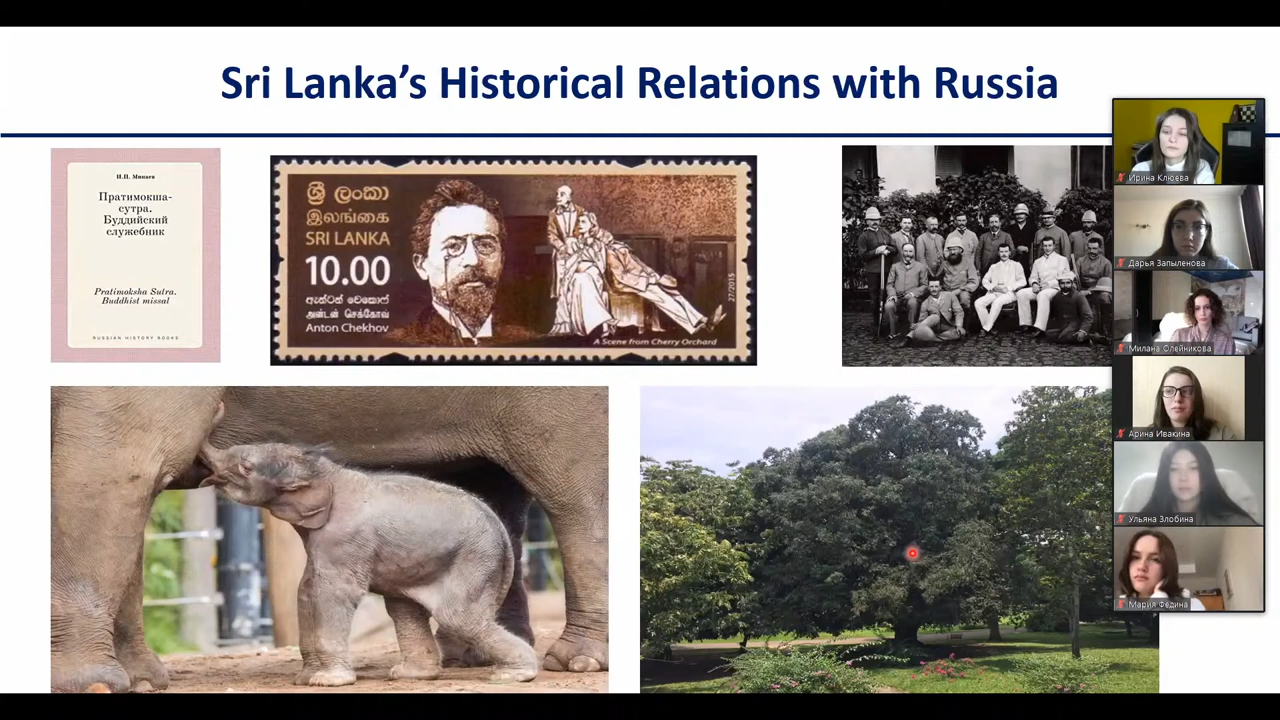 Sri Lanka's Historical Relations with Russia
И.П. Минаев
Пратимокша-
сутра.
Буддийский
служебник
Pratimoksha Sutra.
Buddhist missal
RUSSIAN HISTORY BOOKS
ශ්‍රී ලංකා
இலங்கை
SRI LANKA
10.00
ඇන්ටන් චෙකොෆ්
அன்டன் செக்கோவ்
Anton Chekhov
A Scene from Cherry Orchard
27/2015
Ирина Клюева
Дарья Запыленова
Милана Олейникова
Арина Ивакина
Ульяна Злобина
Мария Федина